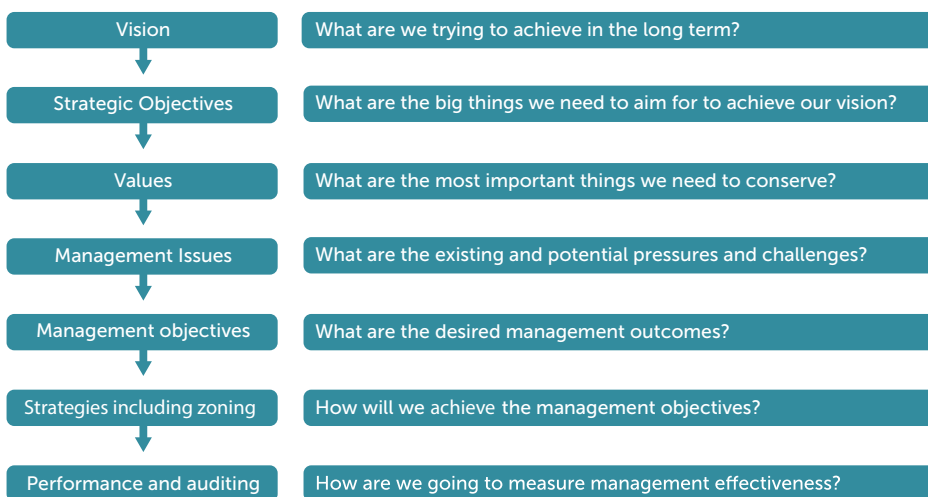 Vision
What are we trying to achieve in the long term?
Strategic Objectives
What are the big things we need to aim for to achieve our vision?
Values
What are the most important things we need to conserve?
Management Issues
What are the existing and potential pressures and challenges?
Management objectives
What are the desired management outcomes?
Strategies including zoning
How will we achieve the management objectives?
Performance and auditing
How are we going to measure management effectiveness?